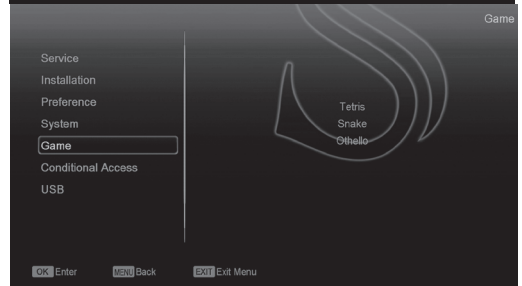 Game
Service
Installation
Preference
System
Game
Conditional Access
USB
Tetris
Snake
Othello
OK Enter MENU Back EXIT Exit Menu